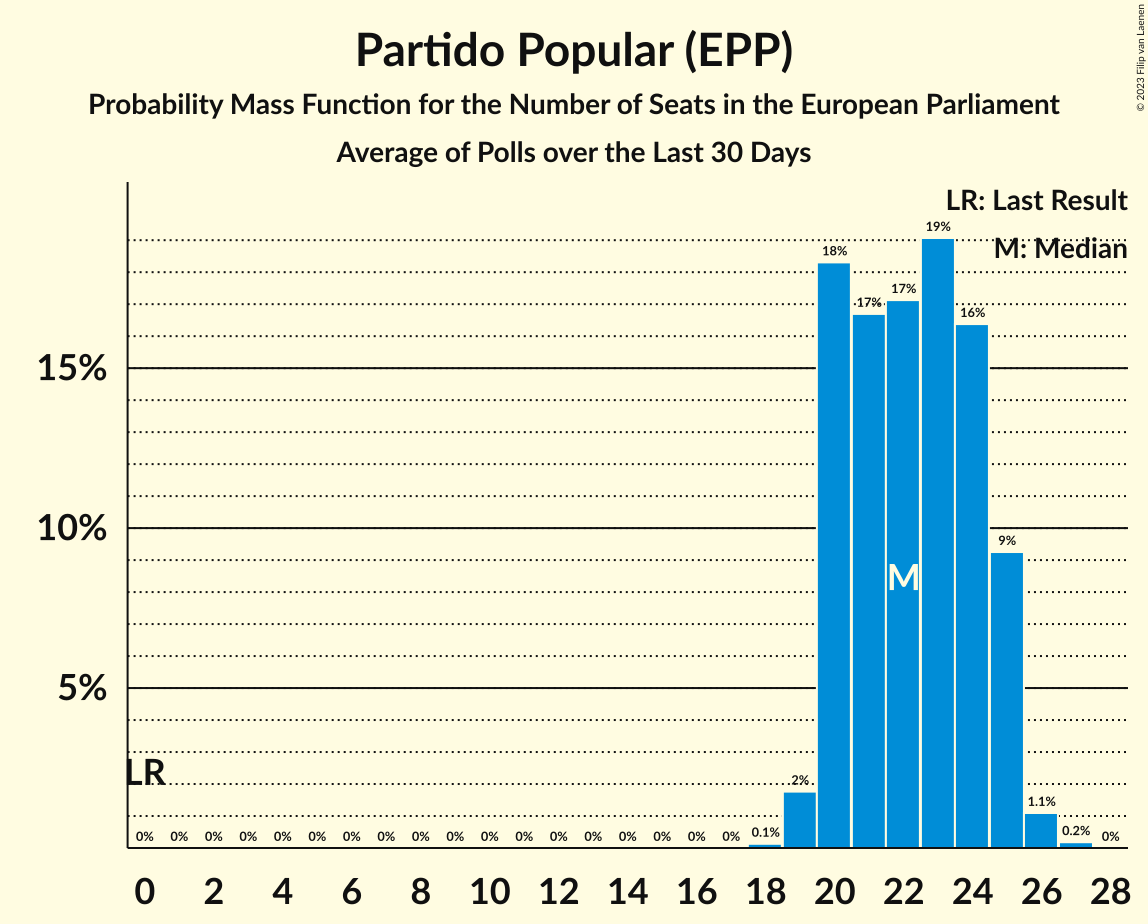 Partido Popular (EPP)
Probability Mass Function for the Number of Seats in the European Parliament
Average of Polls over the Last 30 Days
© 2023 Filip van Laenen
LR: Last Result
M: Median
19%
18%
17%
17%
16%
15%
10%
9%
M
5%
LR
2%
1.1%
0% 0% 0% 0% 0% 0% 0% 0% 0% 0% 0% 0% 0% 0% 0% 0% 0% 0% 0.1% 0.2% 0%
0 2 4 6 8 10 12 14 16 18 20 22 24 26 28